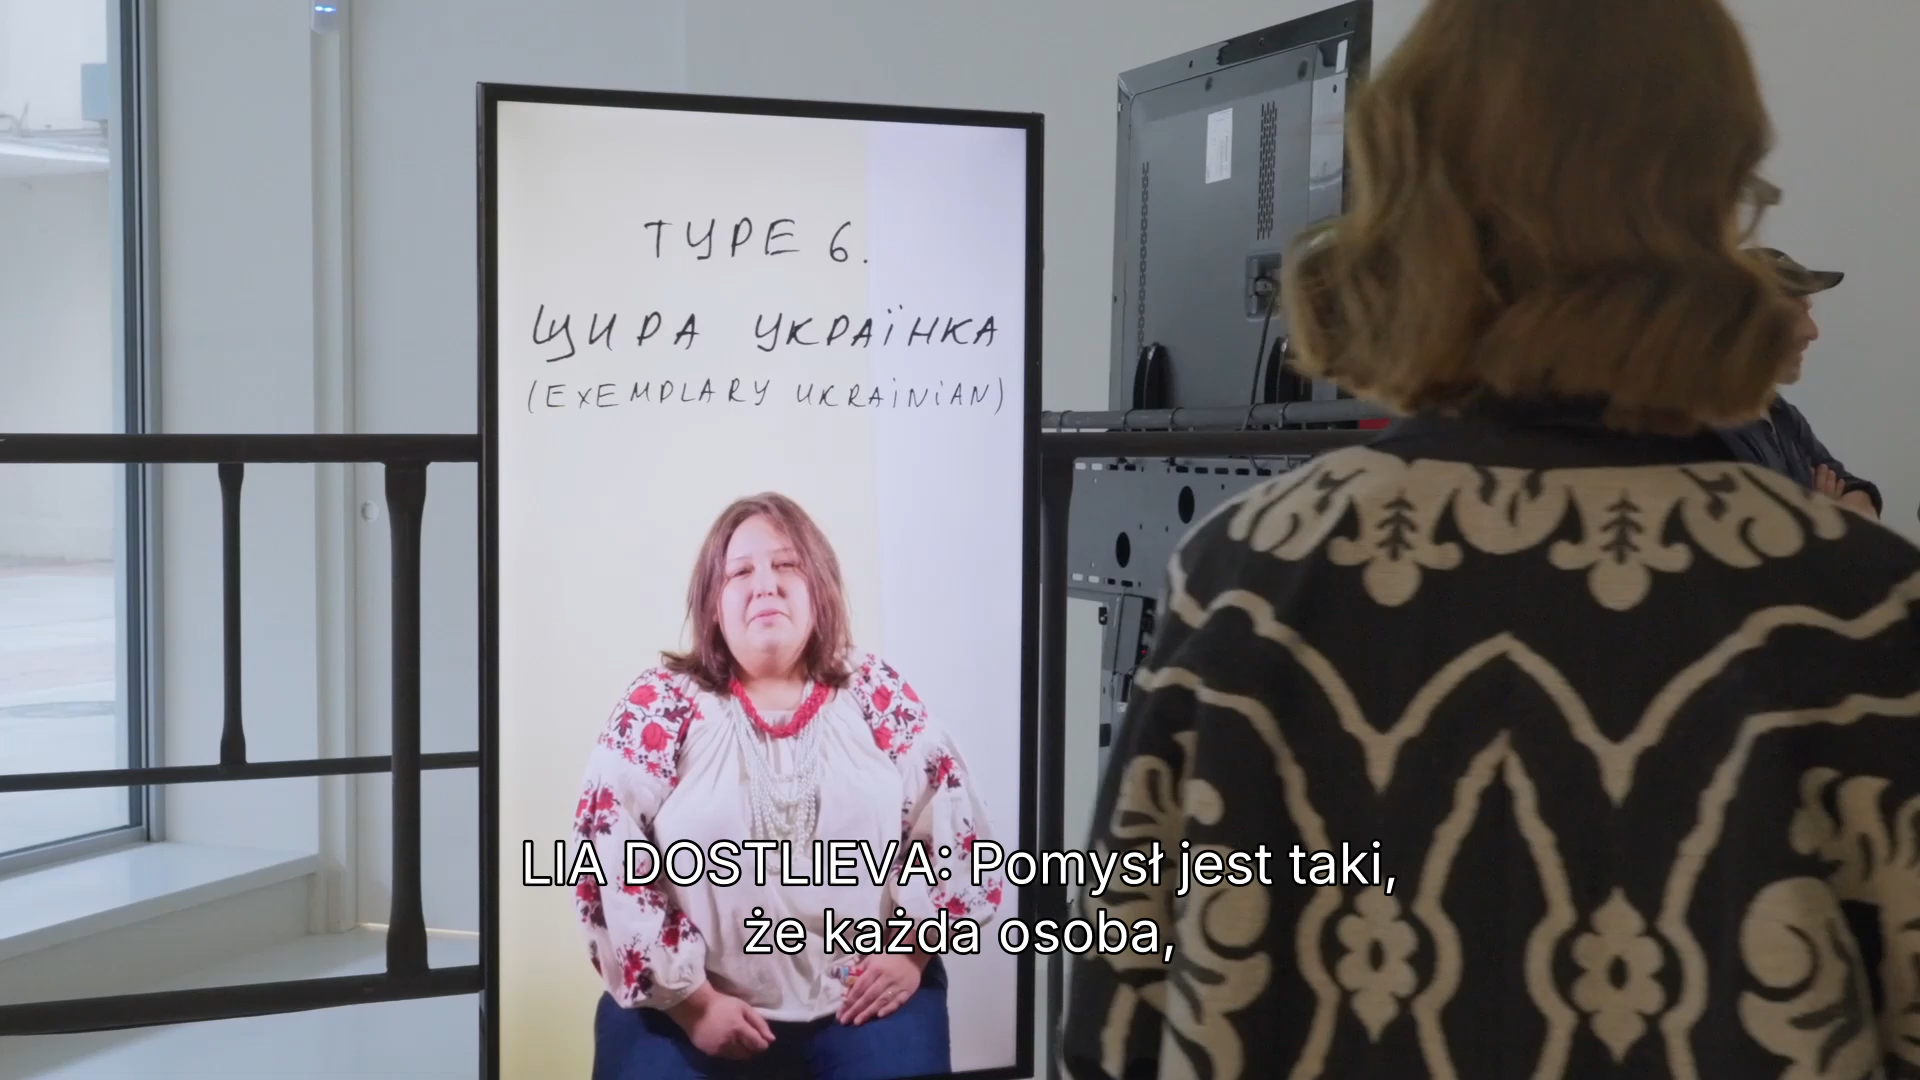 TYPE 6.
ЩИРА УКРАЇНКА
(EXEMPLARY UKRAINIAN)
LIA DOSTLIEVA: Pomysł jest taki,
że każda osoba,